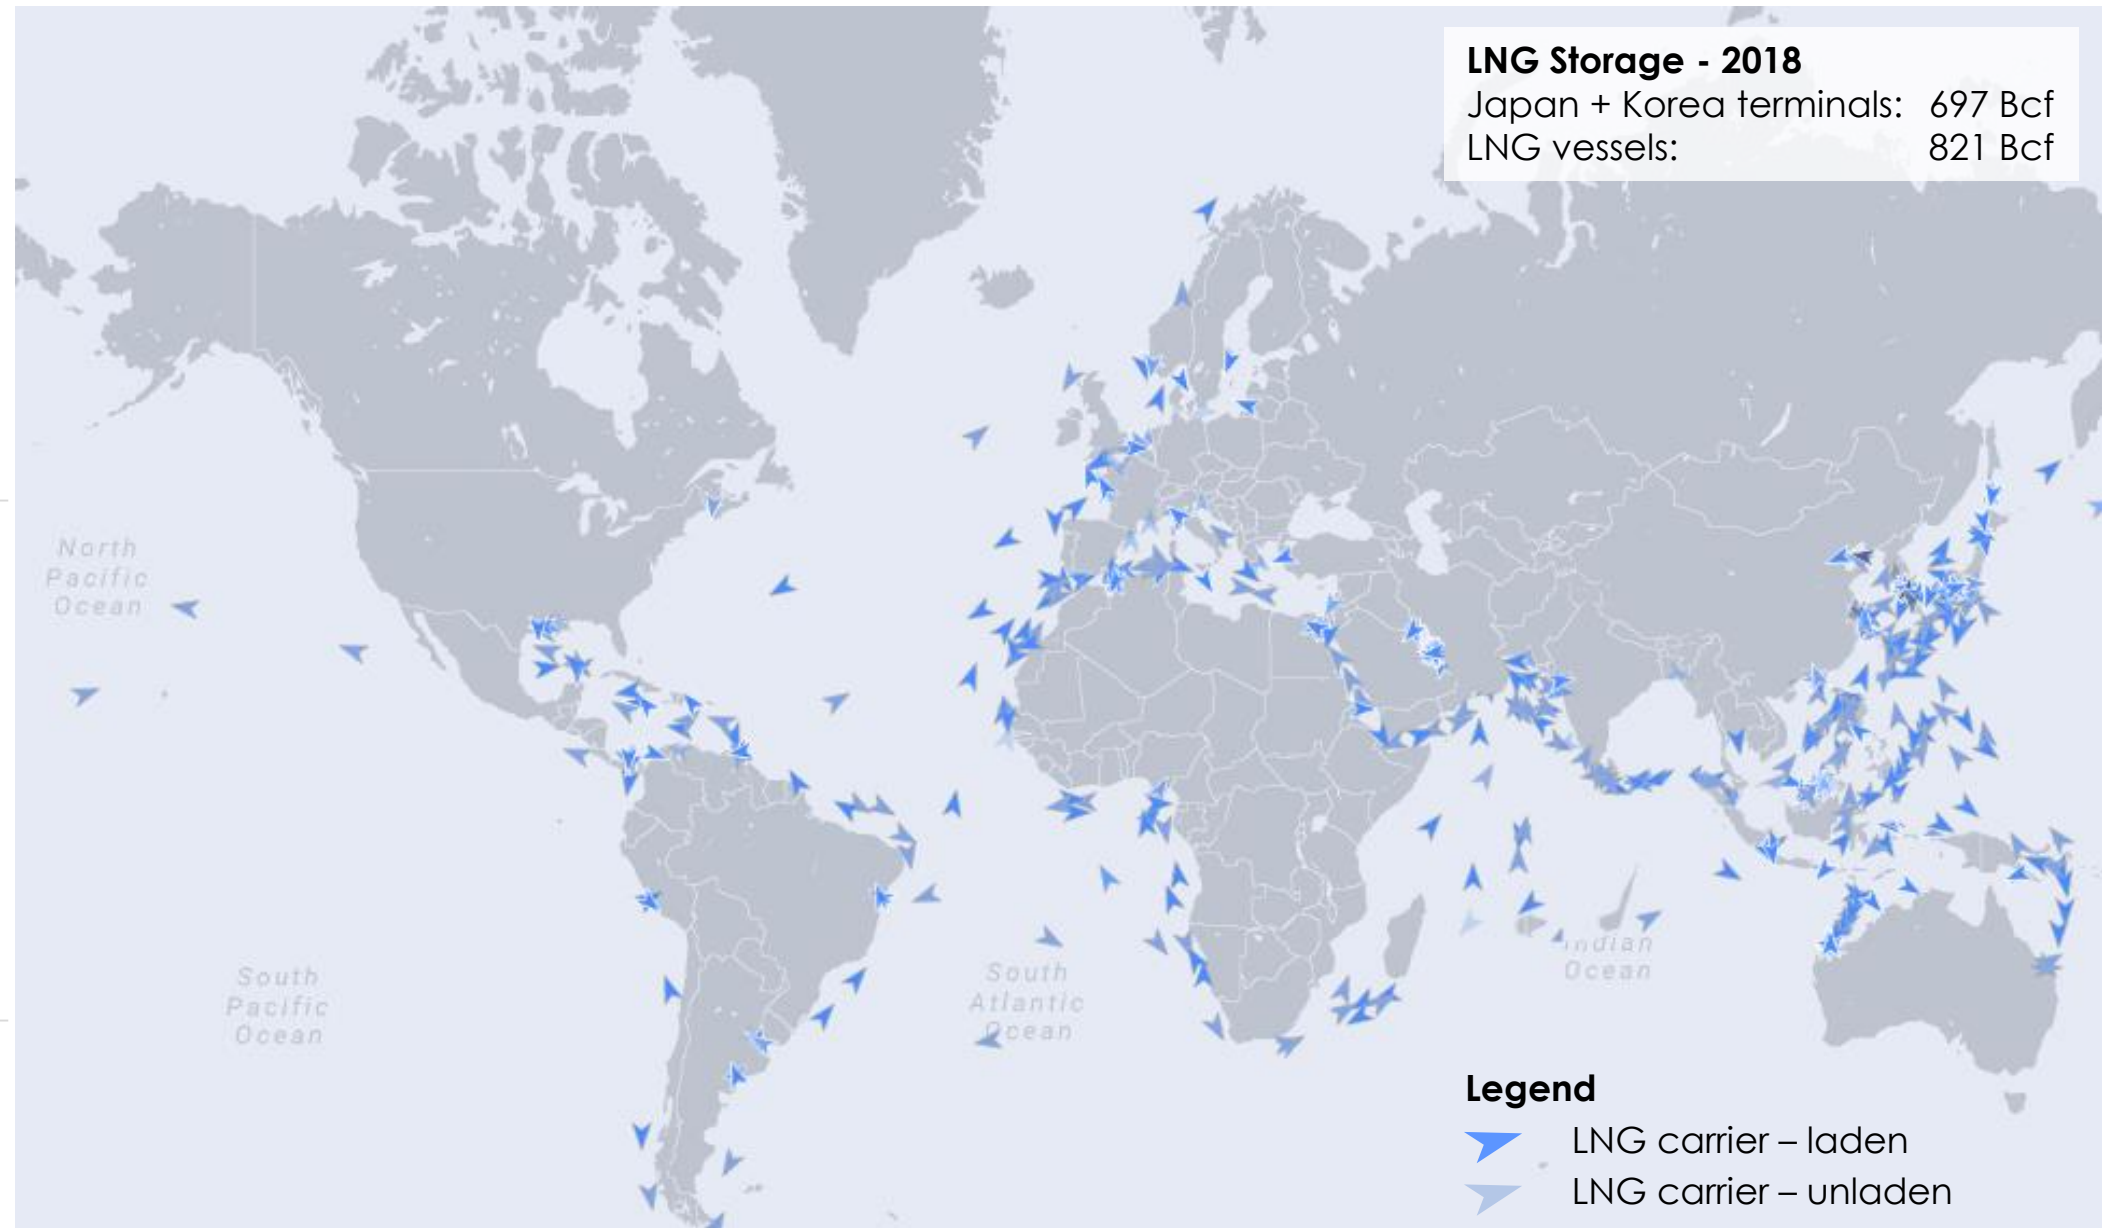 LNG Storage - 2018
Japan + Korea terminals: 697 Bcf
LNG vessels: 821 Bcf
North
Pacific
Ocean
South
Pacific
Ocean
South
Atlantic
Ocean
Indian
Ocean
Legend
LNG carrier – laden
LNG carrier – unladen